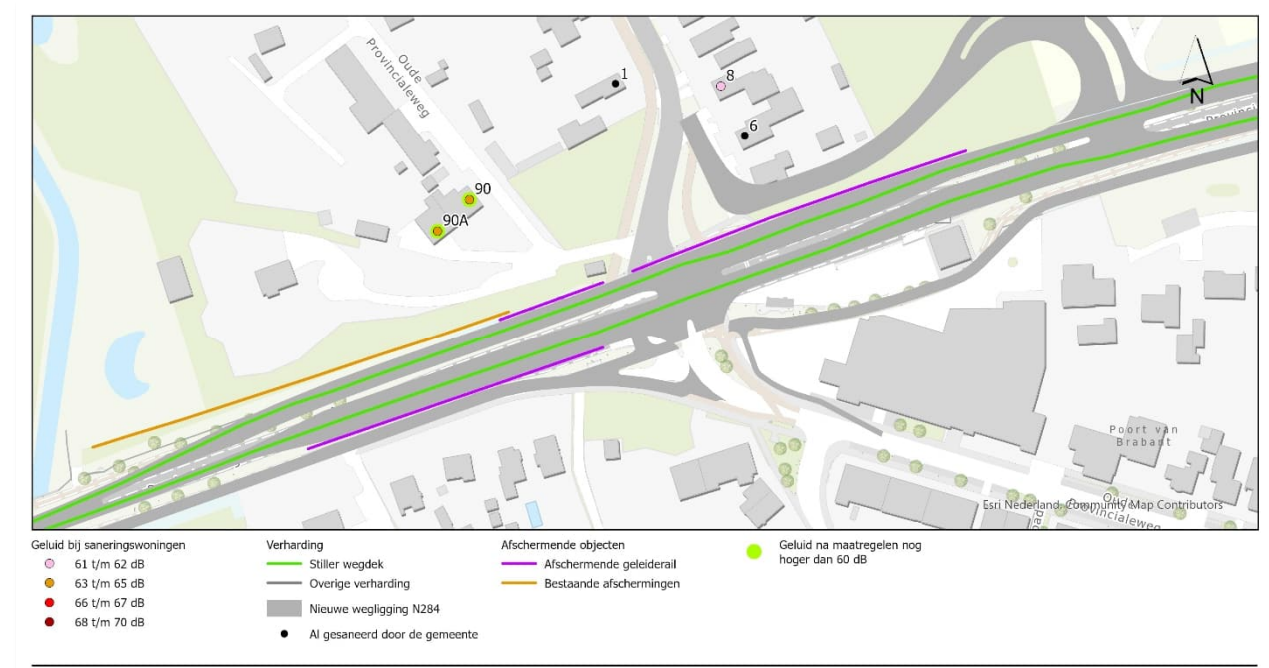 Oude
Provincialeweg
1
8
6
N
90
90A
Poort van
Brabant
Oude
Provincialeweg
Esri Nederland, Community Map Contributors
Geluid bij saneringswoningen
61 t/m 62 dB
63 t/m 65 dB
66 t/m 67 dB
68 t/m 70 dB
Verharding
Stiller wegdek
Overige verharding
Nieuwe wegligging N284
Al gesaneerd door de gemeente
Afschermende objecten
Afschermende geleiderail
Bestaande afschermingen
Geluid na maatregelen nog
hoger dan 60 dB